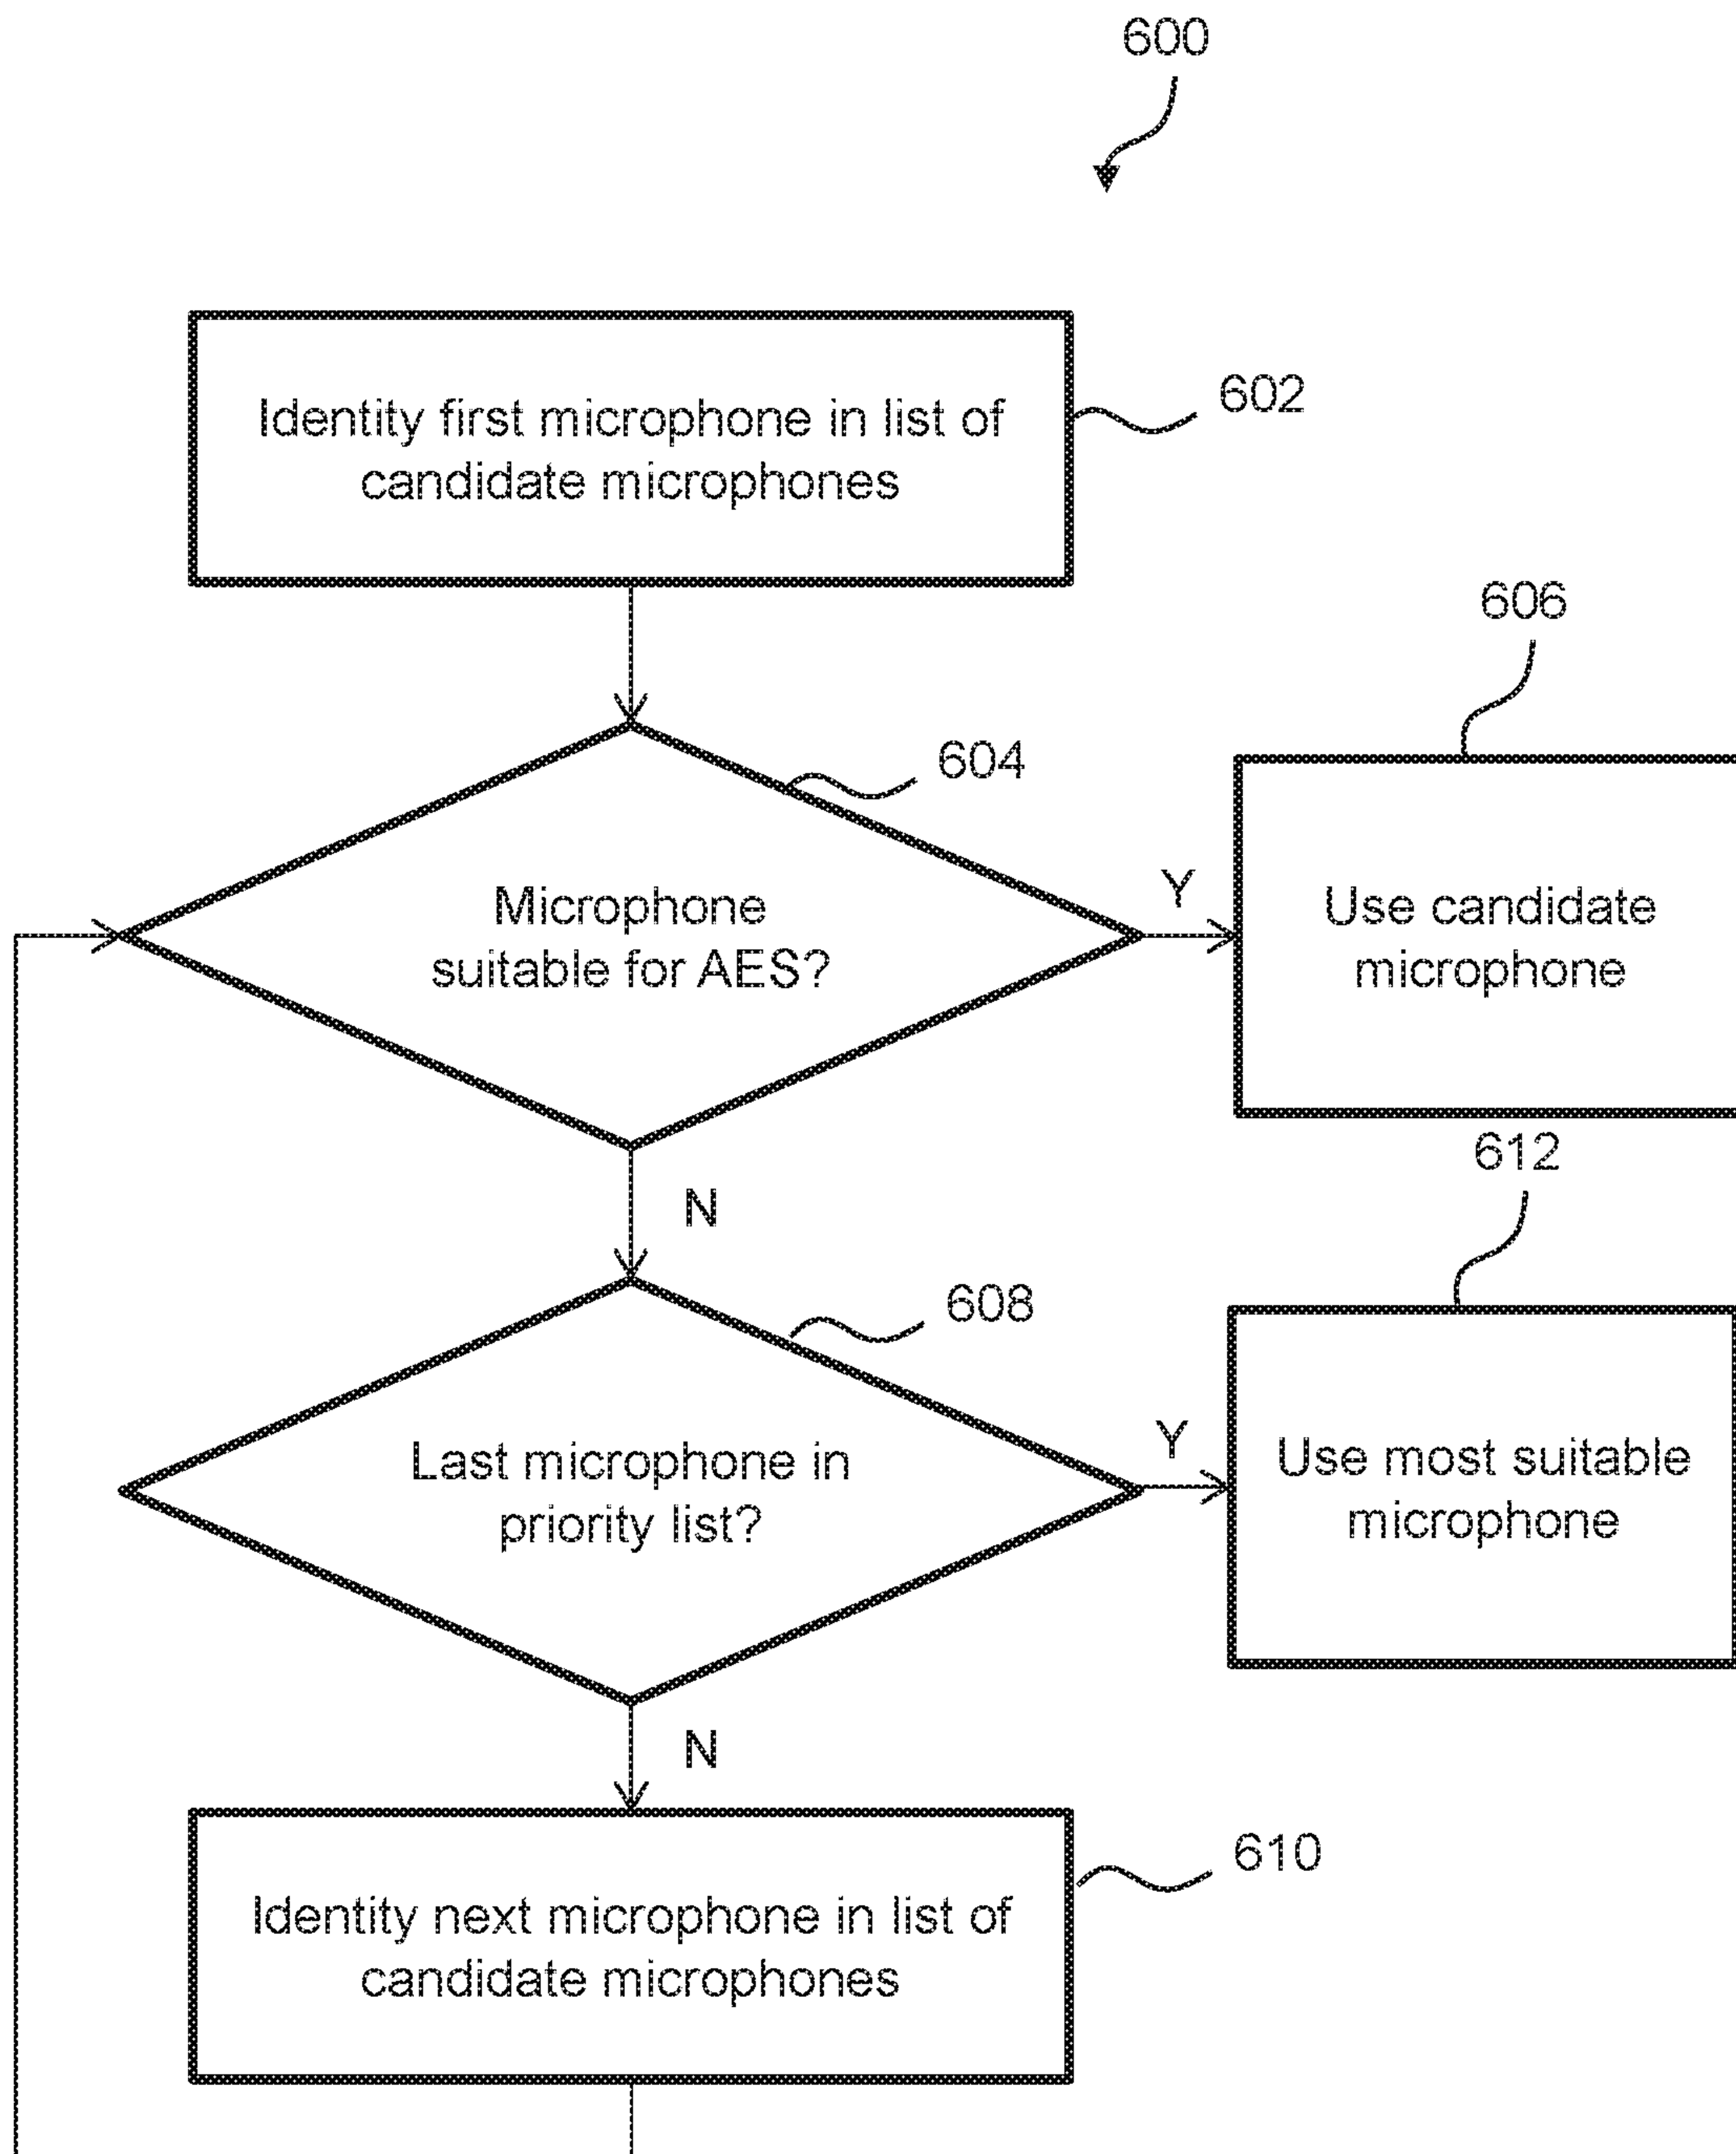 600
Identity first microphone in list of
candidate microphones
602
604
606
Microphone
suitable for AES?
Y
Use candidate
microphone
N
612
608
Last microphone in
priority list?
Y
Use most suitable
microphone
N
610
Identity next microphone in list of
candidate microphones